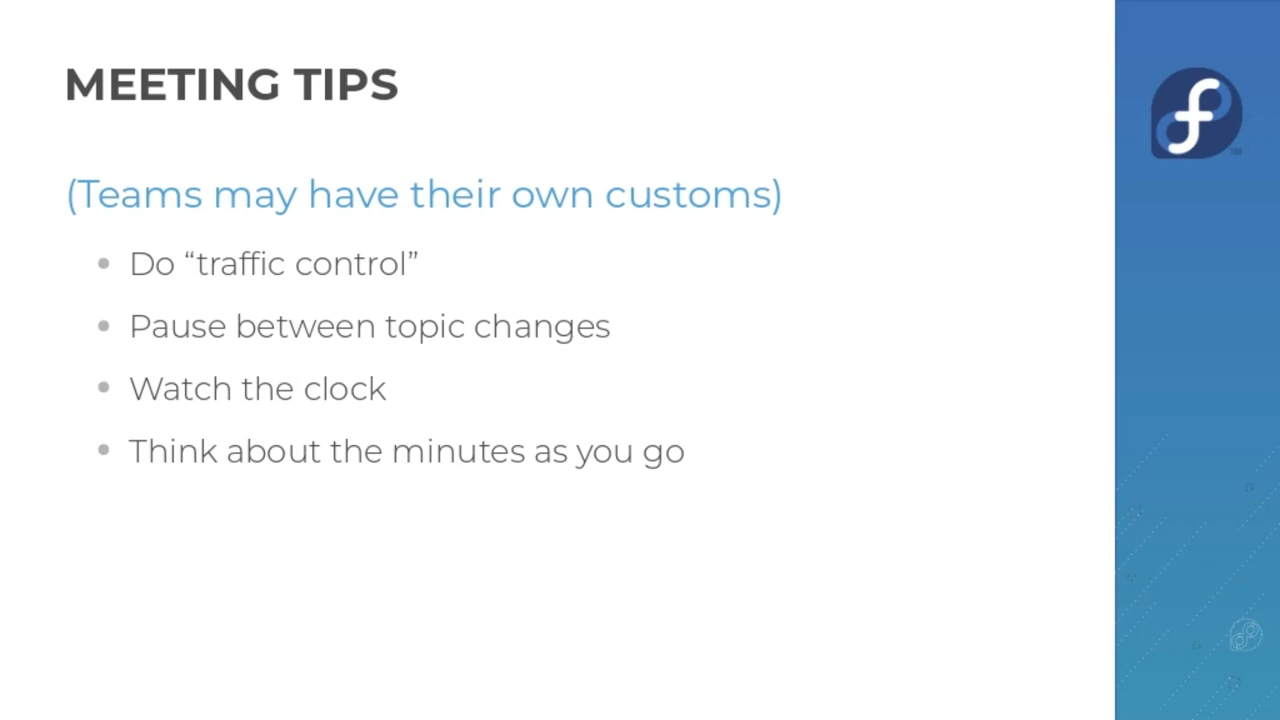 MEETING TIPS
(Teams may have their own customs)
Do “traffic control”
Pause between topic changes
Watch the clock
Think about the minutes as you go
TM